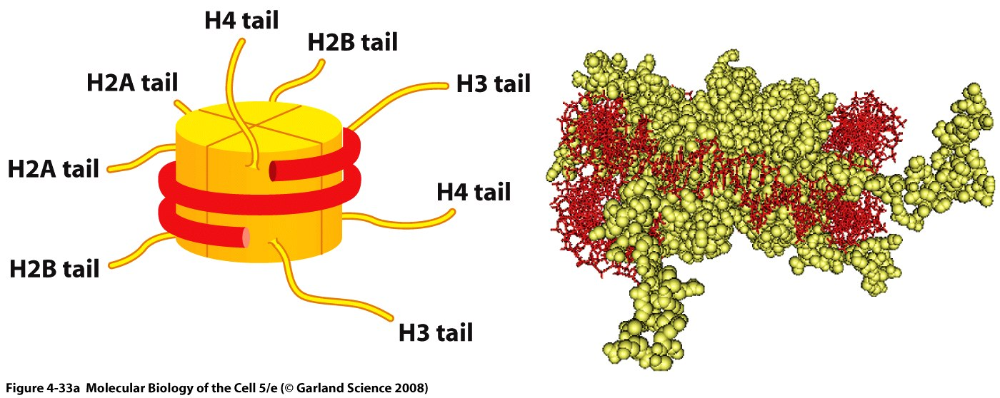 H4 tail
H2B tail
H2A tail
H3 tail
H2A tail
H4 tail
H2B tail
H3 tail
Figure 4-33a Molecular Biology of the Cell 5/e (© Garland Science 2008)